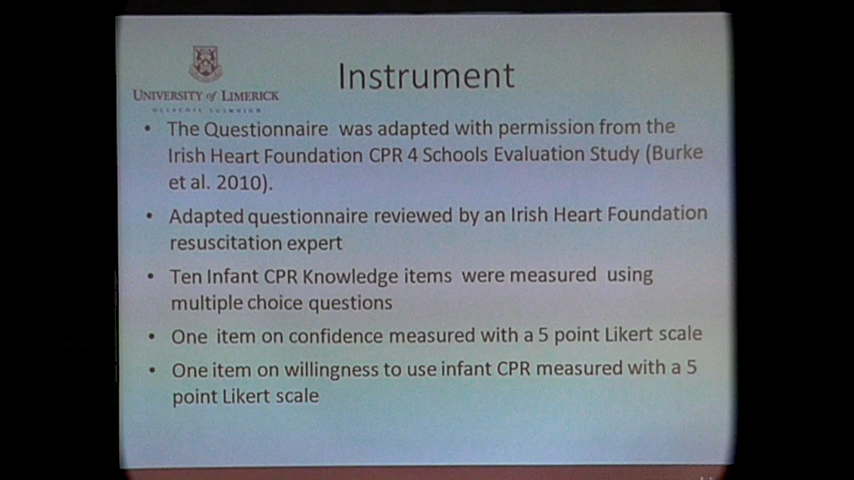 UNIVERSITY of LIMERICK
Instrument
• The Questionnaire was adapted with permission from the
Irish Heart Foundation CPR 4 Schools Evaluation Study (Burke
et al. 2010).
• Adapted questionnaire reviewed by an Irish Heart Foundation
resuscitation expert
• Ten Infant CPR Knowledge items were measured using
multiple choice questions
• One item on confidence measured with a 5 point Likert scale
• One item on willingness to use infant CPR measured with a 5
point Likert scale